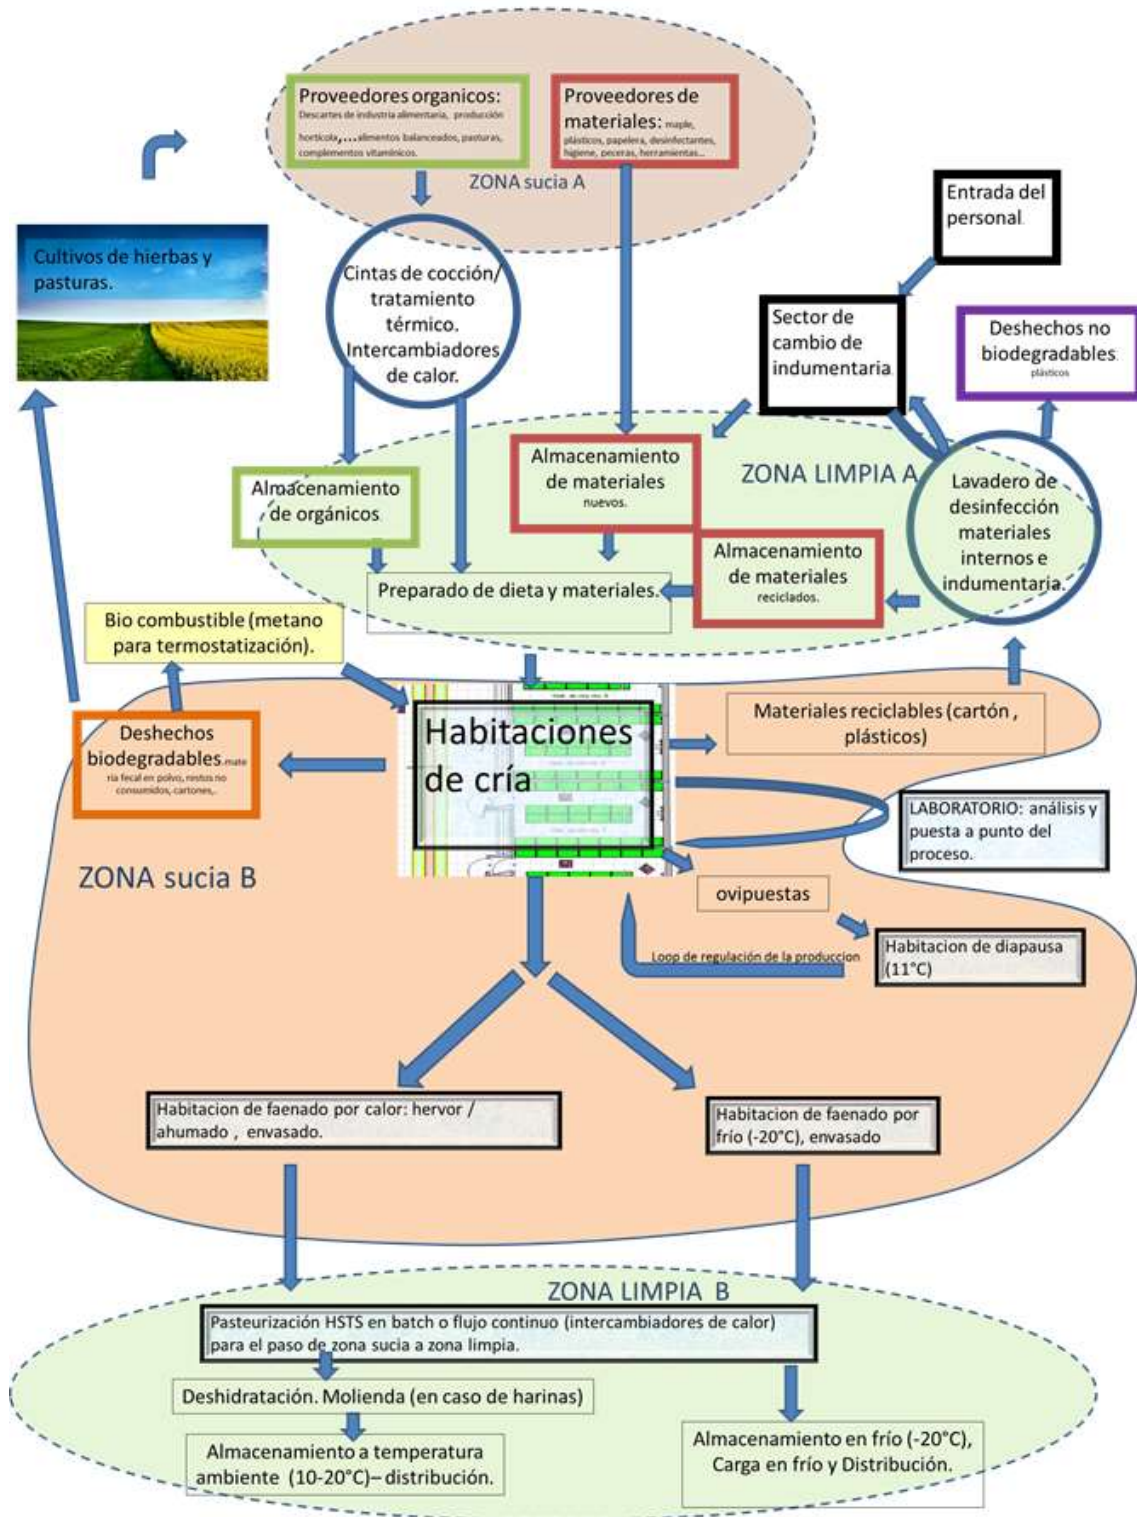 Proveedores organicos:
Descartes de industria alimentaria, producción
hortícola,...alimentos balanceados, pasturas,
complementos vitamínicos.
Proveedores de
materiales: maple,
plásticos, papelera, desinfectantes,
higiene, peceras, herramientas...
ZONA sucia A
Entrada del
personal.
Cultivos de hierbas y
pasturas.
Cintas de cocción/
tratamiento
térmico.
Intercambiadores
de calor.
Sector de
cambio de
indumentaria.
Deshechos no
biodegradables.
plásticos
Almacenamiento
de materiales
nuevos.
ZONA LIMPIA A
Almacenamiento
de orgánicos
Lavadero de
desinfección
materiales
internos e
indumentaria.
Almacenamiento
de materiales
reciclados.
Preparado de dieta y materiales.
Bio combustible (metano
para termostatización).
Deshechos
biodegradables.mate
ria fecal en polvo, restos no
consumidos, cartones,..
Habitaciones
de cría
Materiales reciclables (cartón ,
plásticos)
LABORATORIO: análisis y
puesta a punto del
proceso.
ZONA sucia B
ovipuestas
Habitacion de diapausa
(11°C)
Loop de regulación de la produccion
Habitacion de faenado por calor: hervor /
ahumado , envasado.
Habitacion de faenado por
frío (-20°C), envasado
ZONA LIMPIA B
Pasteurización HSTS en batch o flujo continuo (intercambiadores de calor)
para el paso de zona sucia a zona limpia.
Deshidratación. Molienda (en caso de harinas)
Almacenamiento a temperatura
ambiente (10-20°C)– distribución.
Almacenamiento en frío (-20°C),
Carga en frío y Distribución.